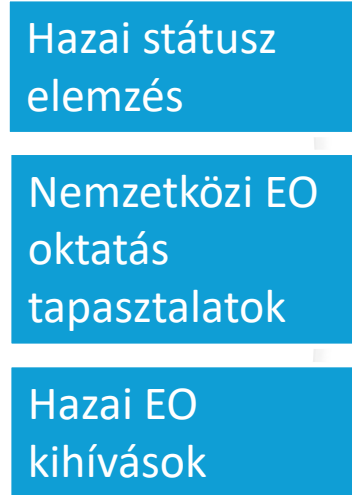 Hazai státusz
elemzés
Nemzetközi EO
oktatás
tapasztalatok
Hazai EO
kihívások